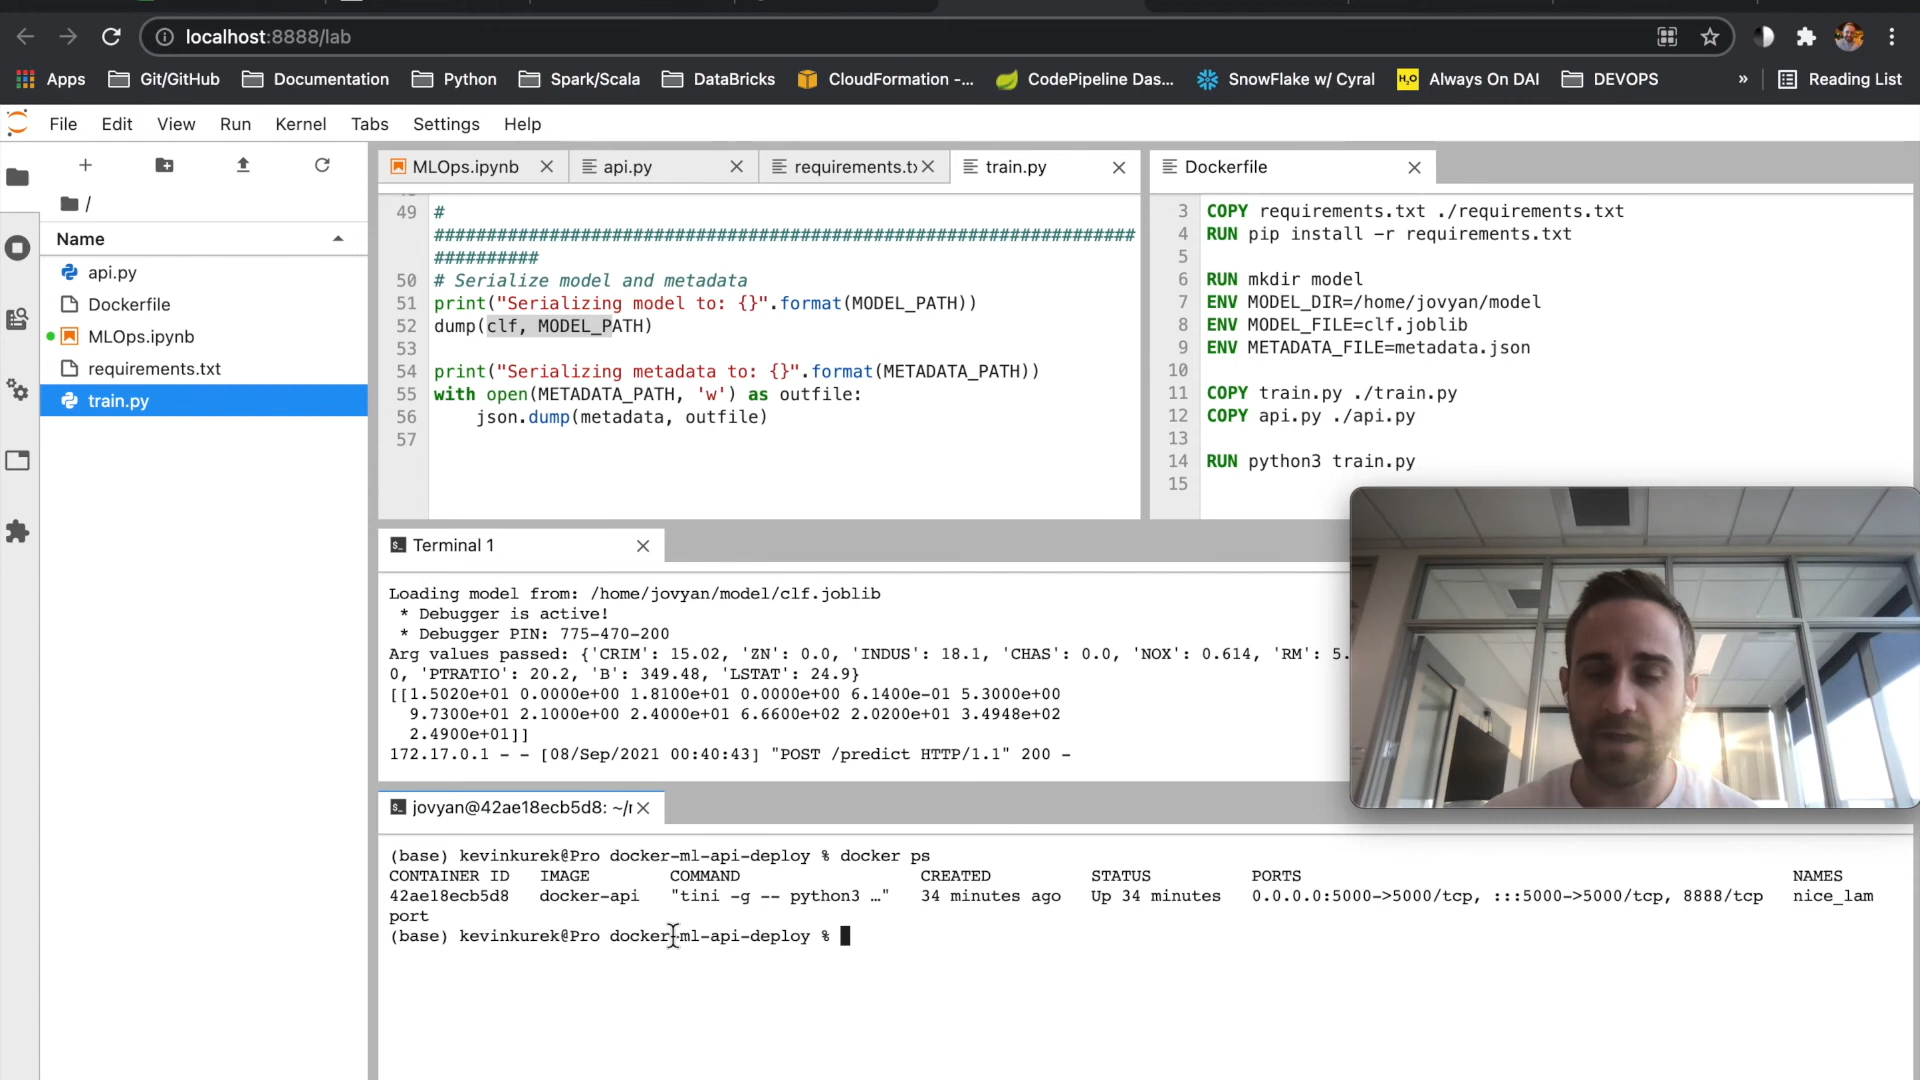 localhost:8888/lab
Apps Git/GitHub Documentation Python Spark/Scala DataBricks CloudFormation -... CodePipeline Das... SnowFlake w/ Cyral H2O Always On DAI DEVOPS » Reading List
File Edit View Run Kernel Tabs Settings Help
MLOps.ipynb api.py requirements.tx train.py Dockerfile
/
Name
api.py
Dockerfile
MLOps.ipynb
requirements.txt
train.py
49 #
###################################################################
##########
50 # Serialize model and metadata
51 print("Serializing model to: {}".format(MODEL_PATH))
52 dump(clf, MODEL_PATH)
53
54 print("Serializing metadata to: {}".format(METADATA_PATH))
55 with open(METADATA_PATH, 'w') as outfile:
56 json.dump(metadata, outfile)
57
3 COPY requirements.txt ./requirements.txt
4 RUN pip install -r requirements.txt
5
6 RUN mkdir model
7 ENV MODEL_DIR=/home/jovyan/model
8 ENV MODEL_FILE=clf.joblib
9 ENV METADATA_FILE=metadata.json
10
11 COPY train.py ./train.py
12 COPY api.py ./api.py
13
14 RUN python3 train.py
15
Terminal 1
Loading model from: /home/jovyan/model/clf.joblib
* Debugger is active!
* Debugger PIN: 775-470-200
Arg values passed: {'CRIM': 15.02, 'ZN': 0.0, 'INDUS': 18.1, 'CHAS': 0.0, 'NOX': 0.614, 'RM': 5.
0, 'PTRATIO': 20.2, 'B': 349.48, 'LSTAT': 24.9}
[[1.5020e+01 0.0000e+00 1.8100e+01 0.0000e+00 6.1400e-01 5.3000e+00
9.7300e+01 2.1000e+00 2.4000e+01 6.6600e+02 2.0200e+01 3.4948e+02
2.4900e+01]]
172.17.0.1 - - [08/Sep/2021 00:40:43] "POST /predict HTTP/1.1" 200 -
jovyan@42ae18ecb5d8: ~/r
(base) kevinkurek@Pro docker-ml-api-deploy % docker ps
CONTAINER ID IMAGE COMMAND CREATED STATUS PORTS NAMES
42ae18ecb5d8 docker-api "tini -g -- python3 …" 34 minutes ago Up 34 minutes 0.0.0.0:5000->5000/tcp, :::5000->5000/tcp, 8888/tcp nice_lam
port
(base) kevinkurek@Pro docker-ml-api-deploy %